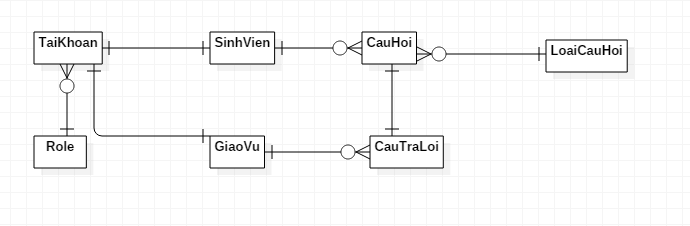 TaiKhoan
SinhVien
CauHoi
LoaiCauHoi
Role
GiaoVu
CauTraLoi